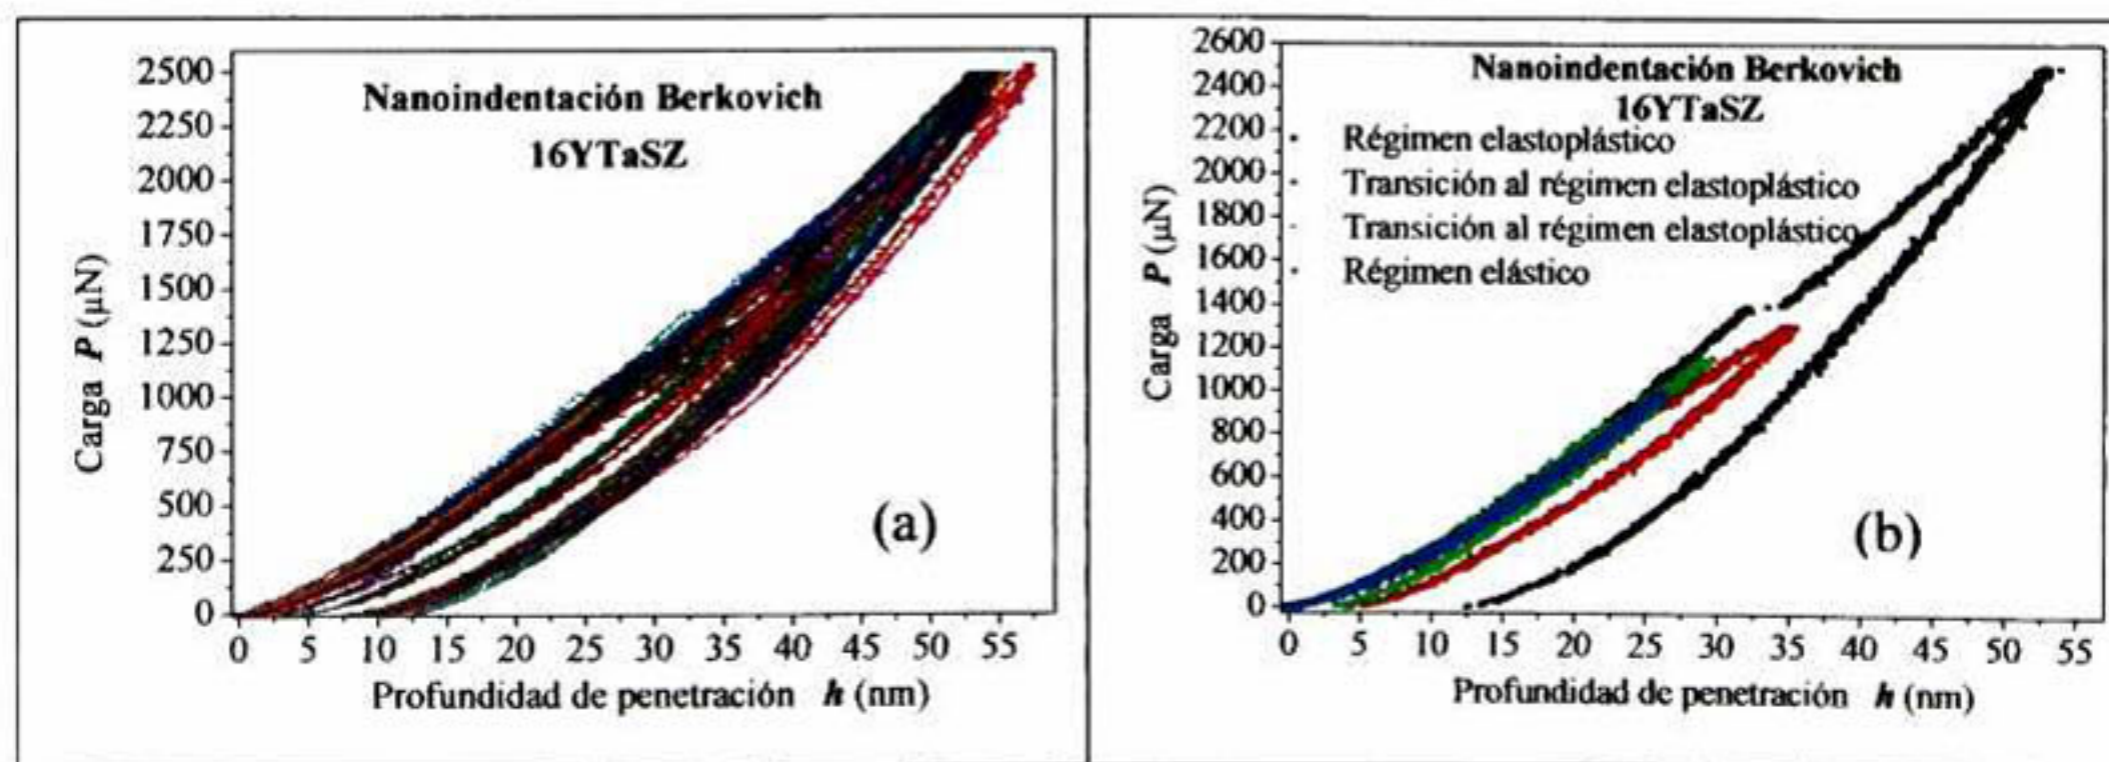 Nanoindentación Berkovich
16YTaSZ
2500
2250
2000
1750
1500
1250
1000
750
500
250
0
Carga P (µN)
(a)
0 5 10 15 20 25 30 35 40 45 50 55
Profundidad de penetración h (nm)
Nanoindentación Berkovich
16YTaSZ
Régimen elastoplástico
Transición al régimen elastoplástico
Transición al régimen elastoplástico
Régimen elástico
2600
2400
2200
2000
1800
1600
1400
1200
1000
800
600
400
200
0
Carga P (µN)
(b)
0 5 10 15 20 25 30 35 40 45 50 55
Profundidad de penetración h (nm)